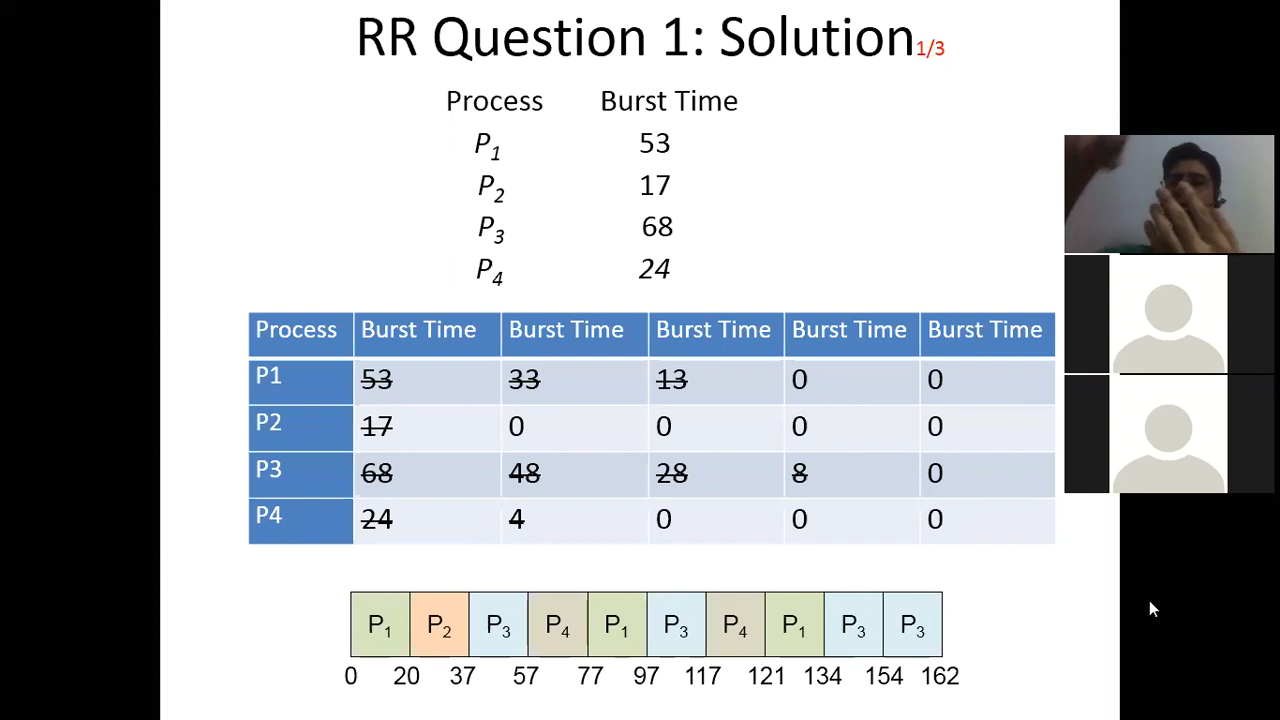 RR Question 1: Solution1/3
Process Burst Time
P1 53
P2 17
P3 68
P4 24
Process Burst Time Burst Time Burst Time Burst Time Burst Time
P1 53 33 13 0 0
P2 17 0 0 0 0
P3 68 48 28 8 0
P4 24 4 0 0 0
P1 P2 P3 P4 P1 P3 P4 P1 P3 P3
0 20 37 57 77 97 117 121 134 154 162